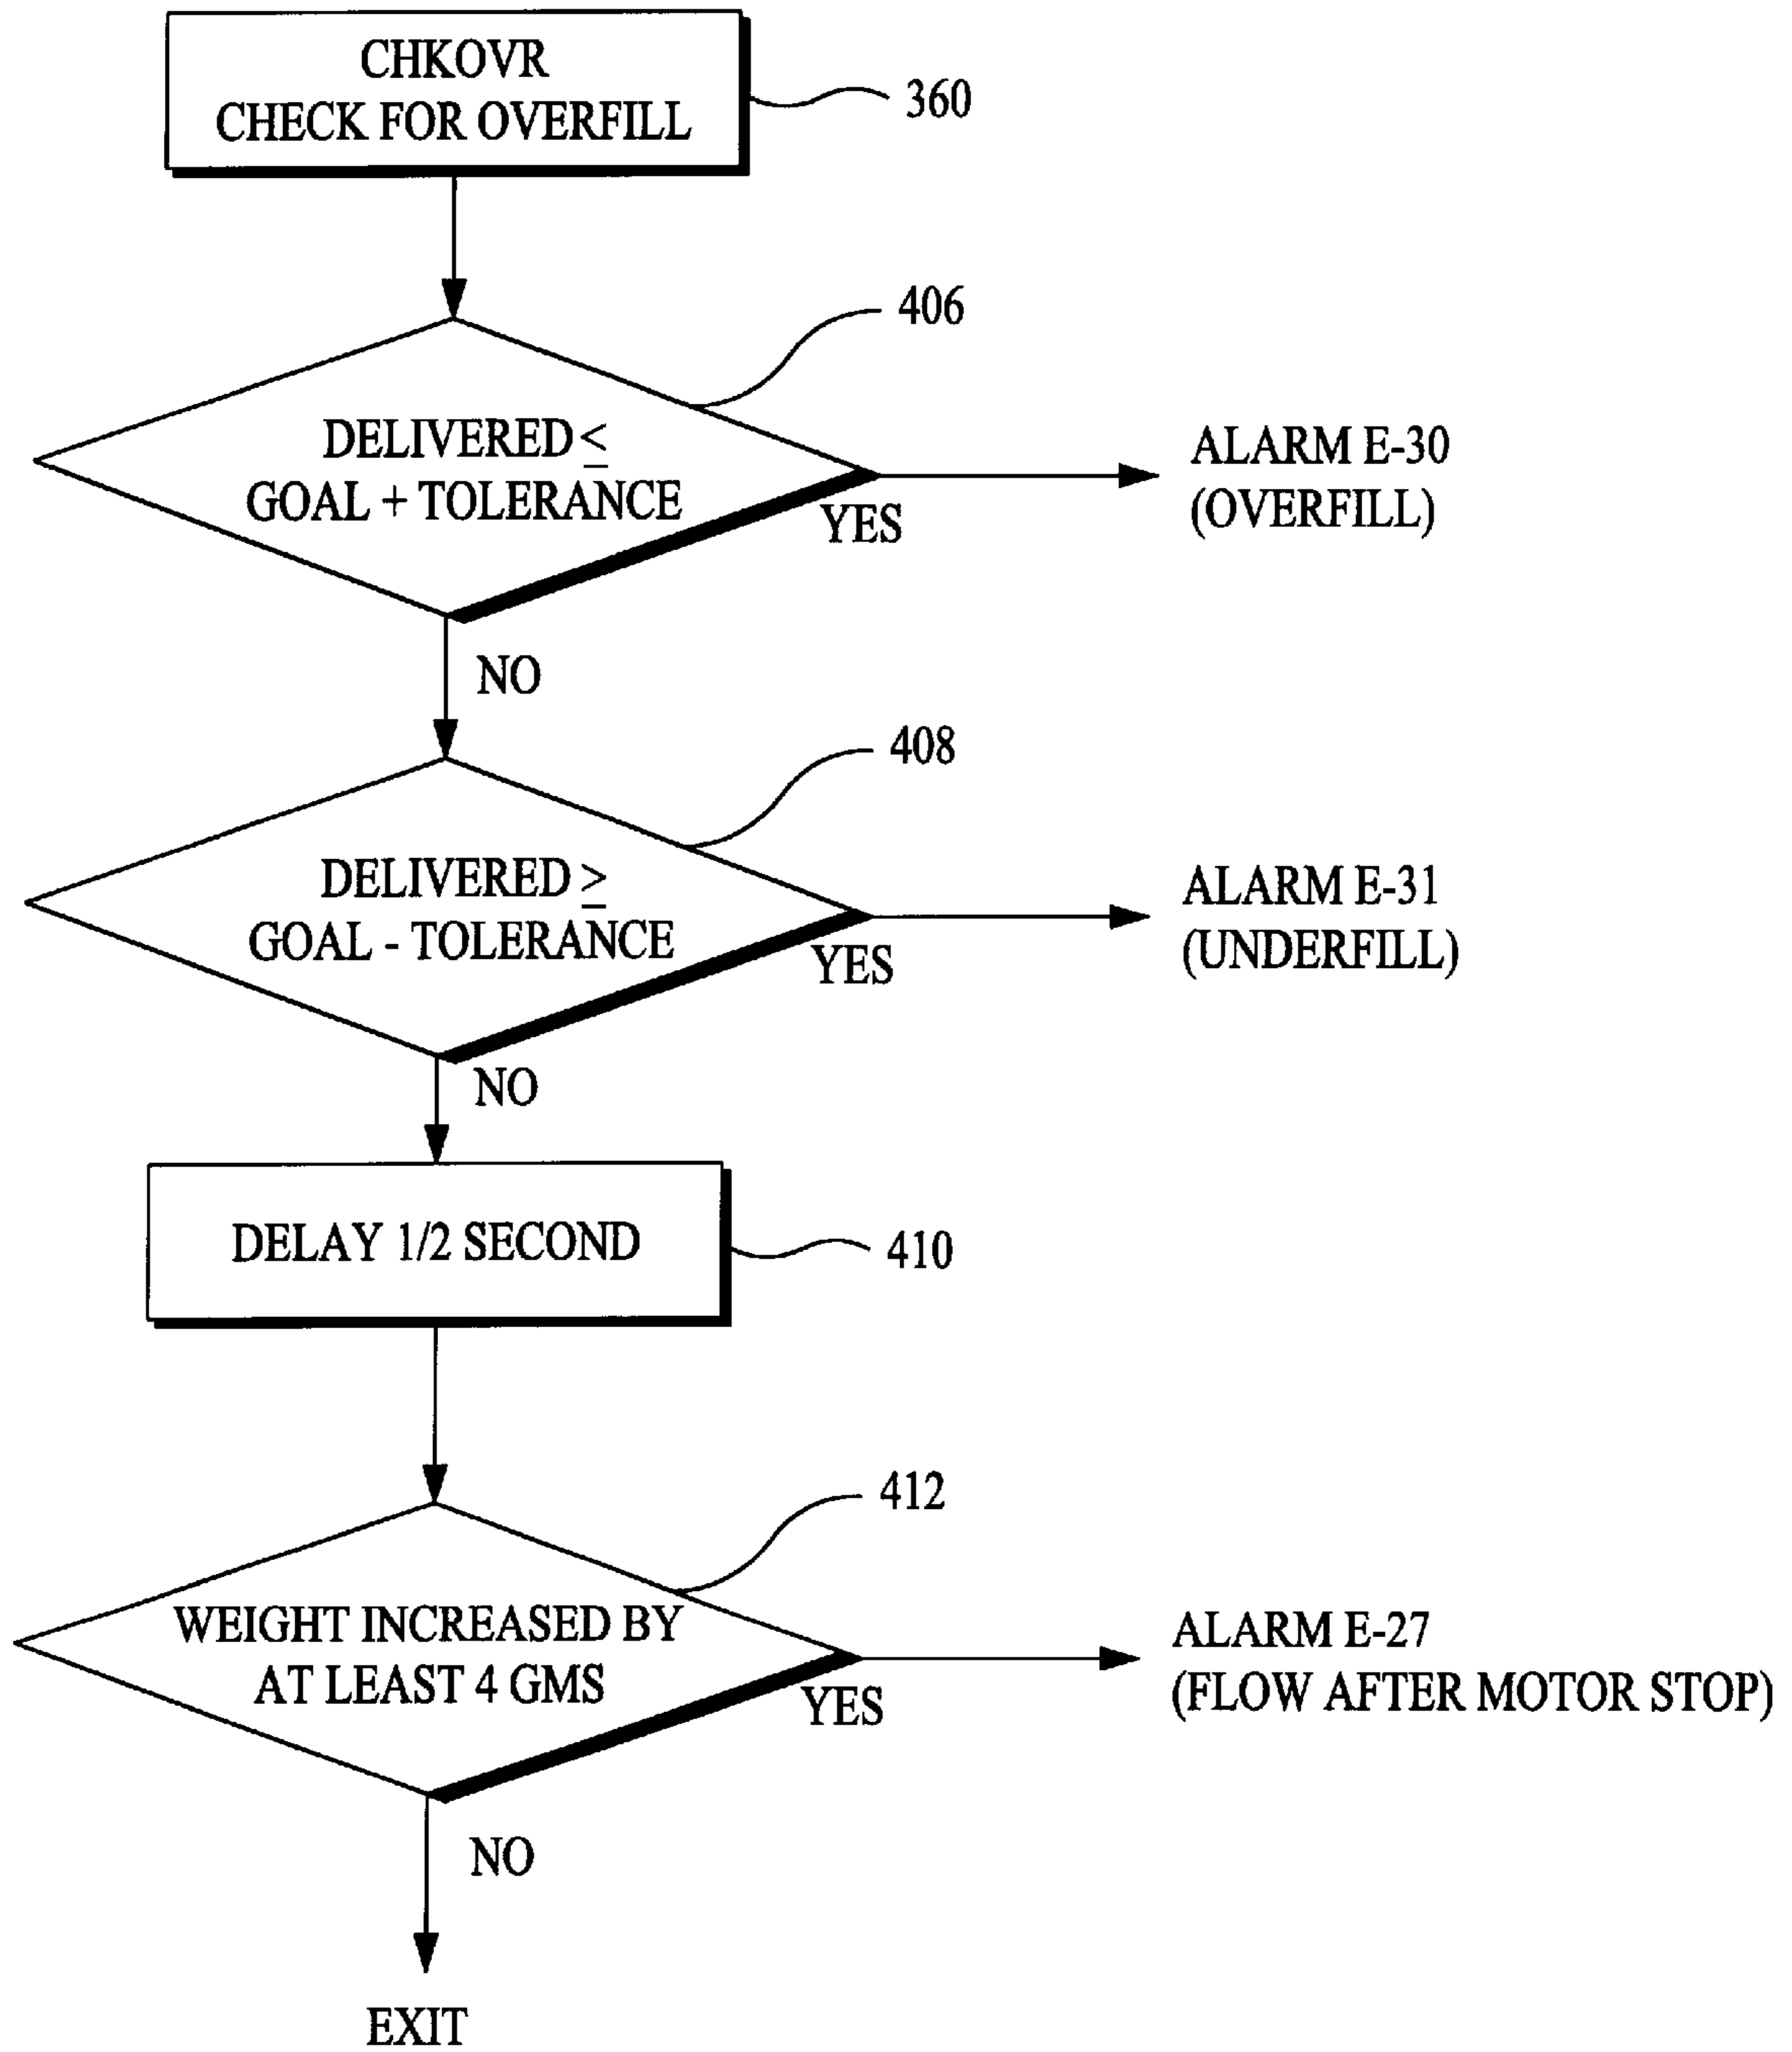 CHKOVR
CHECK FOR OVERFILL
360
406
DELIVERED ≤
GOAL + TOLERANCE
YES
ALARM E-30
(OVERFILL)
NO
408
DELIVERED ≥
GOAL - TOLERANCE
YES
ALARM E-31
(UNDERFILL)
NO
DELAY 1/2 SECOND
410
412
WEIGHT INCREASED BY
AT LEAST 4 GMS
YES
ALARM E-27
(FLOW AFTER MOTOR STOP)
NO
EXIT